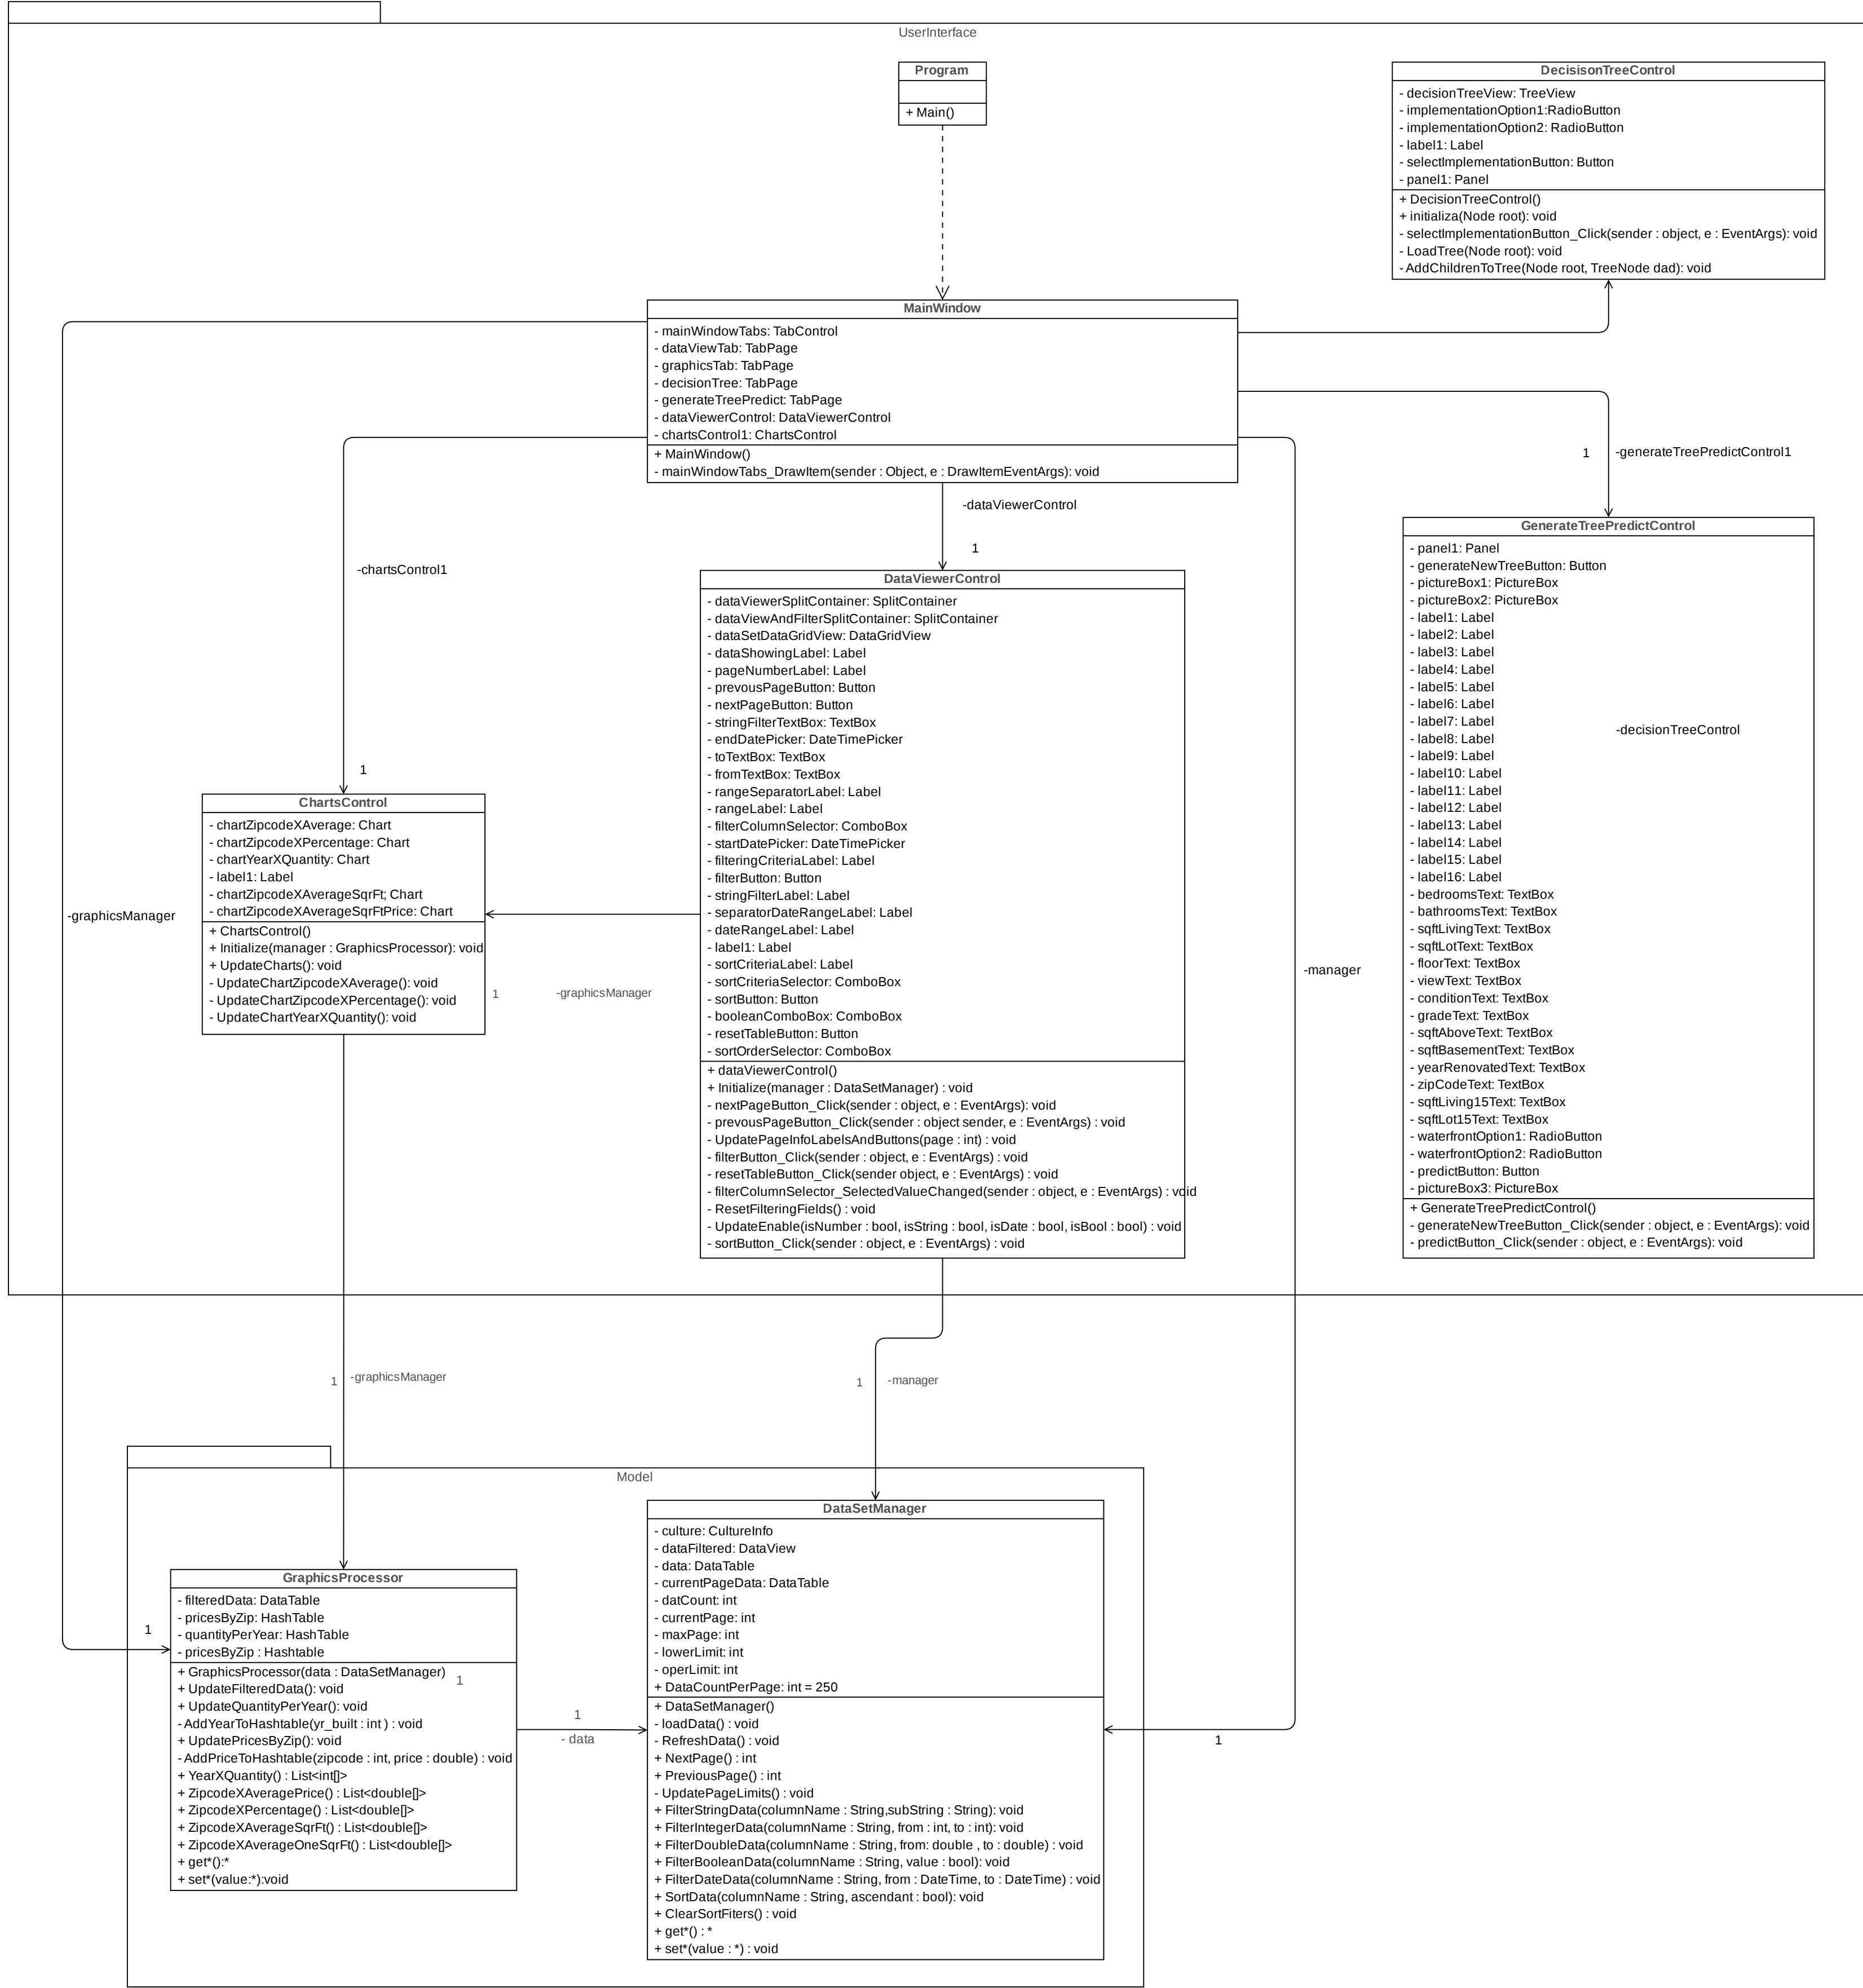 UserInterface
Program
+ Main()
DecisisonTreeControl
- decisionTreeView: TreeView
- implementationOption1:RadioButton
- implementationOption2: RadioButton
- label1: Label
- selectImplementationButton: Button
- panel1: Panel
+ DecisionTreeControl()
+ initializa(Node root): void
- selectImplementationButton_Click(sender : object, e : EventArgs): void
- LoadTree(Node root): void
- AddChildrenToTree(Node root, TreeNode dad): void
MainWindow
- mainWindowTabs: TabControl
- dataViewTab: TabPage
- graphicsTab: TabPage
- decisionTree: TabPage
- generateTreePredict: TabPage
- dataViewerControl: DataViewerControl
- chartsControl1: ChartsControl
+ MainWindow()
- mainWindowTabs_DrawItem(sender : Object, e : DrawItemEventArgs): void
1
-generateTreePredictControl1
-dataViewerControl
1
-chartsControl1
1
GenerateTreePredictControl
- panel1: Panel
- generateNewTreeButton: Button
- pictureBox1: PictureBox
- pictureBox2: PictureBox
- label1: Label
- label2: Label
- label3: Label
- label4: Label
- label5: Label
- label6: Label
- label7: Label
- label8: Label
- label9: Label
- label10: Label
- label11: Label
- label12: Label
- label13: Label
- label14: Label
- label15: Label
- label16: Label
- bedroomsText: TextBox
- bathroomsText: TextBox
- sqftLivingText: TextBox
- sqftLotText: TextBox
- floorText: TextBox
- viewText: TextBox
- conditionText: TextBox
- gradeText: TextBox
- sqftAboveText: TextBox
- sqftBasementText: TextBox
- yearRenovatedText: TextBox
- zipCodeText: TextBox
- sqftLiving15Text: TextBox
- sqftLot15Text: TextBox
- waterfrontOption1: RadioButton
- waterfrontOption2: RadioButton
- predictButton: Button
- pictureBox3: PictureBox
+ GenerateTreePredictControl()
- generateNewTreeButton_Click(sender : object, e : EventArgs): void
- predictButton_Click(sender : object, e : EventArgs): void
-decisionTreeControl
DataViewerControl
- dataViewerSplitContainer: SplitContainer
- dataViewAndFilterSplitContainer: SplitContainer
- dataSetDataGridView: DataGridView
- dataShowingLabel: Label
- pageNumberLabel: Label
- prevousPageButton: Button
- nextPageButton: Button
- stringFilterTextBox: TextBox
- endDatePicker: DateTimePicker
- toTextBox: TextBox
- fromTextBox: TextBox
- rangeSeparatorLabel: Label
- rangeLabel: Label
- filterColumnSelector: ComboBox
- startDatePicker: DateTimePicker
- filteringCriteriaLabel: Label
- filterButton: Button
- stringFilterLabel: Label
- separatorDateRangeLabel: Label
- dateRangeLabel: Label
- label1: Label
- sortCriteriaLabel: Label
- sortCriteriaSelector: ComboBox
- sortButton: Button
- booleanComboBox: ComboBox
- resetTableButton: Button
- sortOrderSelector: ComboBox
+ dataViewerControl()
+ Initialize(manager : DataSetManager) : void
- nextPageButton_Click(sender : object, e : EventArgs): void
- prevousPageButton_Click(sender : object sender, e : EventArgs) : void
- UpdatePageInfoLabelsAndButtons(page : int) : void
- filterButton_Click(sender : object, e : EventArgs) : void
- resetTableButton_Click(sender object, e : EventArgs) : void
- filterColumnSelector_SelectedValueChanged(sender : object, e : EventArgs) : void
- ResetFilteringFields() : void
- UpdateEnable(isNumber : bool, isString : bool, isDate : bool, isBool : bool) : void
- sortButton_Click(sender : object, e : EventArgs) : void
ChartsControl
- chartZipcodeXAverage: Chart
- chartZipcodeXPercentage: Chart
- chartYearXQuantity: Chart
- label1: Label
- chartZipcodeXAverageSqrFt; Chart
- chartZipcodeXAverageSqrFtPrice: Chart
+ ChartsControl()
+ Initialize(manager : GraphicsProcessor): void
+ UpdateCharts(): void
- UpdateChartZipcodeXAverage(): void
- UpdateChartZipcodeXPercentage(): void
- UpdateChartYearXQuantity(): void
-graphicsManager
1
-graphicsManager
-manager
1
-graphicsManager
1
-manager
Model
DataSetManager
- culture: CultureInfo
- dataFiltered: DataView
- data: DataTable
- currentPageData: DataTable
- datCount: int
- currentPage: int
- maxPage: int
- lowerLimit: int
- operLimit: int
+ DataCountPerPage: int = 250
+ DataSetManager()
- loadData() : void
- RefreshData() : void
+ NextPage() : int
+ PreviousPage() : int
- UpdatePageLimits() : void
+ FilterStringData(columnName : String,subString : String): void
+ FilterIntegerData(columnName : String, from : int, to : int): void
+ FilterDoubleData(columnName : String, from: double , to : double) : void
+ FilterBooleanData(columnName : String, value : bool): void
+ FilterDateData(columnName : String, from : DateTime, to : DateTime) : void
+ SortData(columnName : String, ascendant : bool): void
+ ClearSortFiters() : void
+ get*() : *
+ set*(value : *) : void
GraphicsProcessor
- filteredData: DataTable
- pricesByZip: HashTable
- quantityPerYear: HashTable
- pricesByZip : Hashtable
+ GraphicsProcessor(data : DataSetManager)
+ UpdateFilteredData(): void
+ UpdateQuantityPerYear(): void
- AddYearToHashtable(yr_built : int ) : void
+ UpdatePricesByZip(): void
- AddPriceToHashtable(zipcode : int, price : double) : void
+ YearXQuantity() : List<int[]>
+ ZipcodeXAveragePrice() : List<double[]>
+ ZipcodeXPercentage() : List<double[]>
+ ZipcodeXAverageSqrFt() : List<double[]>
+ ZipcodeXAverageOneSqrFt() : List<double[]>
+ get*():*
+ set*(value:*):void
1
1
1
- data
1